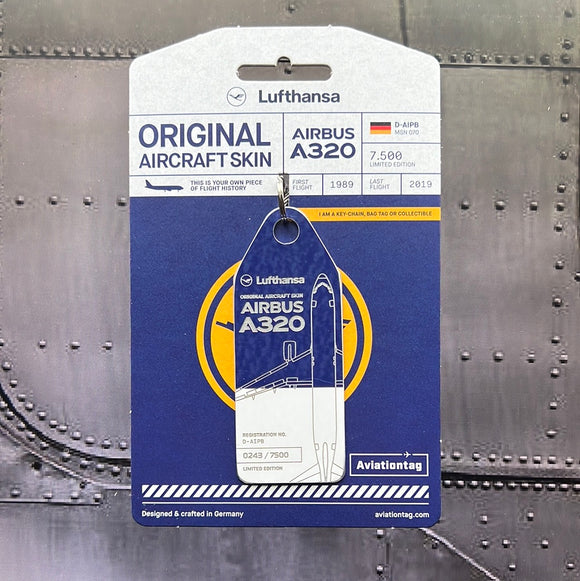 Lufthansa
ORIGINAL
AIRCRAFT SKIN
AIRBUS
A320
D-AIPB
MSN 070
7.500
LIMITED EDITION
THIS IS YOUR OWN PIECE
OF FLIGHT HISTORY
FIRST
FLIGHT
1989
LAST
FLIGHT
2019
I AM A KEY-CHAIN, BAG TAG OR COLLECTIBLE
Lufthansa
ORIGINAL AIRCRAFT SKIN
AIRBUS
A320
REGISTRATION NO.
D-AIPB
0243 / 7500
LIMITED EDITION
Aviationtag
Designed & crafted in Germany
aviationtag.com